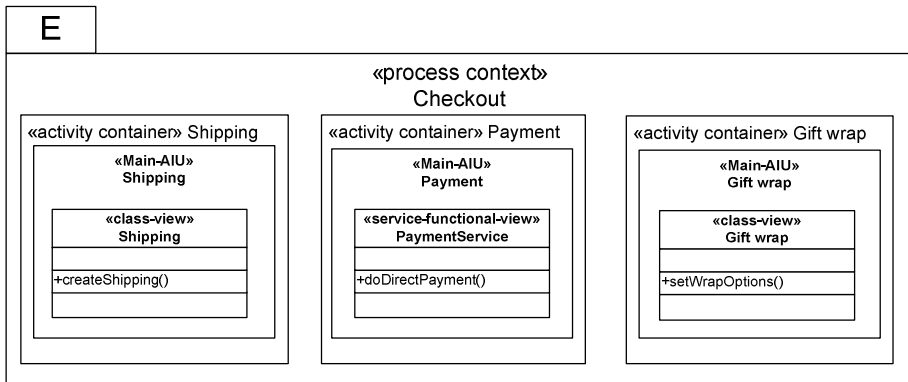 E
«process context»
Checkout
«activity container» Shipping
«Main-AIU»
Shipping
«class-view»
Shipping
+createShipping()
«activity container» Payment
«Main-AIU»
Payment
«service-functional-view»
PaymentService
+doDirectPayment()
«activity container» Gift wrap
«Main-AIU»
Gift wrap
«class-view»
Gift wrap
+setWrapOptions()